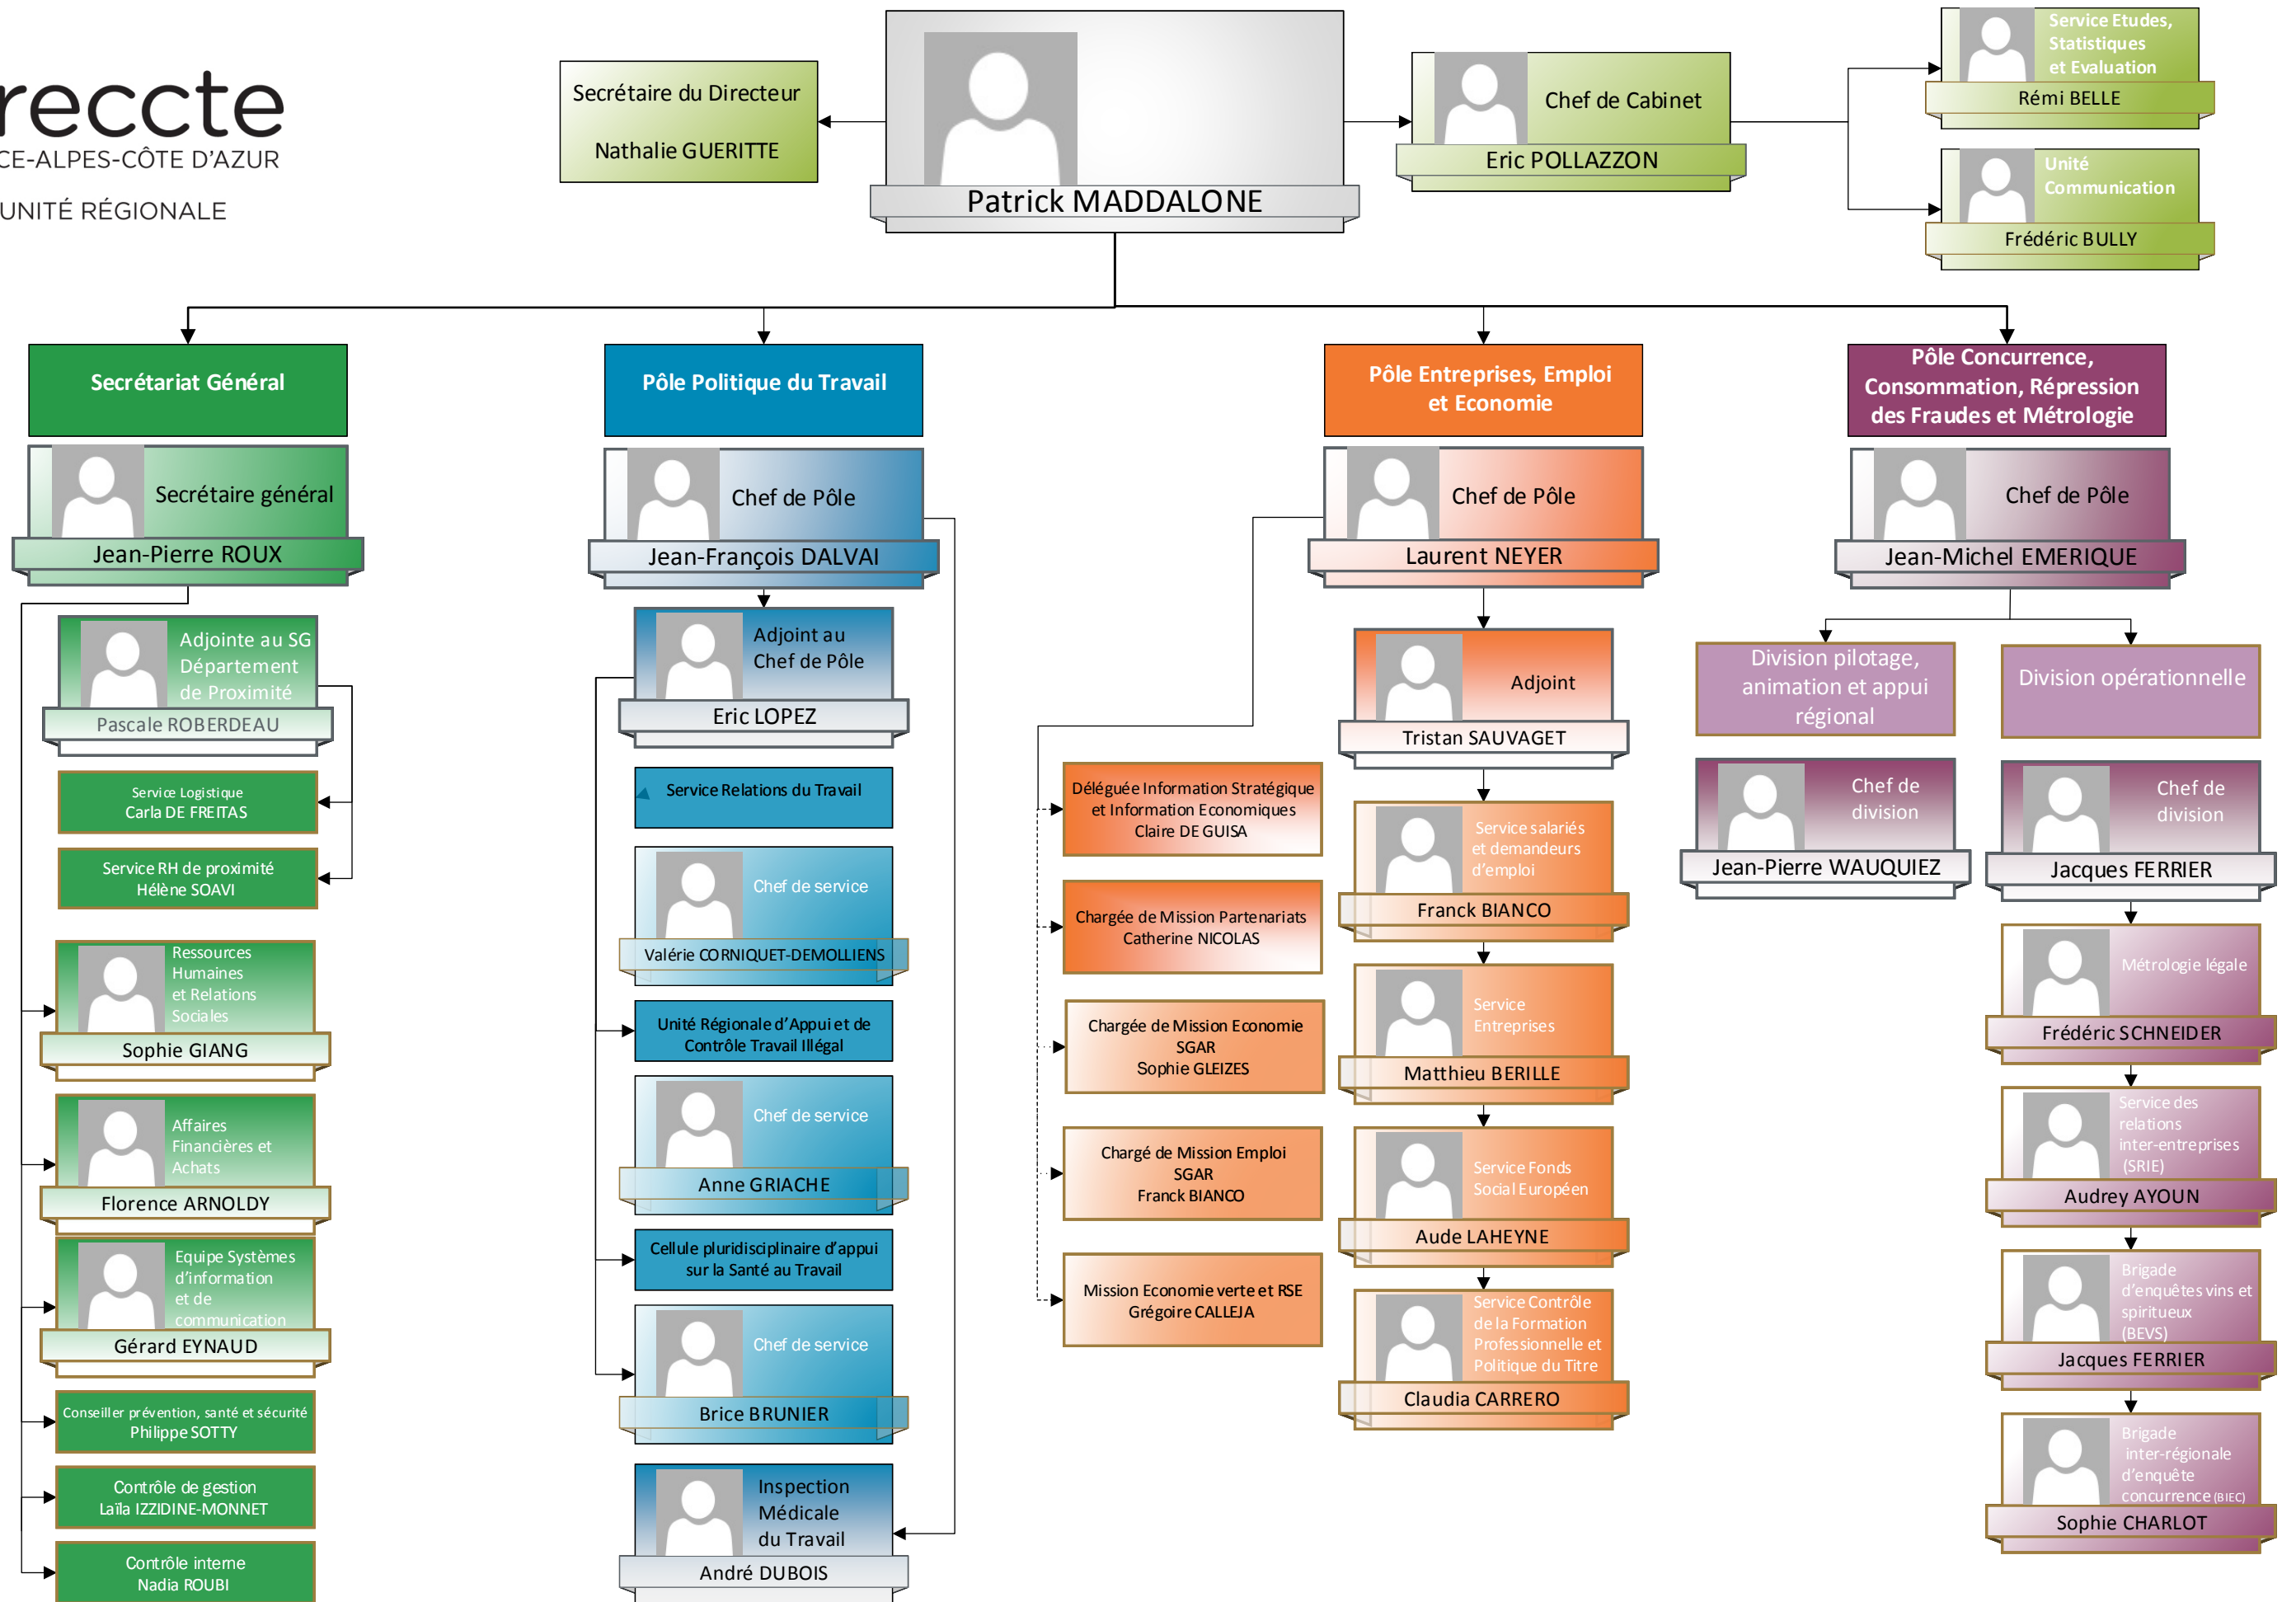 reccte
CE-ALPES-CÔTE D'AZUR
UNITÉ RÉGIONALE
Secrétaire du Directeur
Nathalie GUERITTE
Patrick MADDALONE
Chef de Cabinet
Eric POLLAZZON
Service Etudes,
Statistiques
et Evaluation
Rémi BELLE
Unité
Communication
Frédéric BULLY
Secrétariat Général
Secrétaire général
Jean-Pierre ROUX
Adjointe au SG
Département
de Proximité
Pascale ROBERDEAU
Service Logistique
Carla DE FREITAS
Service RH de proximité
Hélène SOAVI
Ressources
Humaines
et Relations
Sociales
Sophie GIANG
Affaires
Financières et
Achats
Florence ARNOLDY
Equipe Systèmes
d'information
et de
communication
Gérard EYNAUD
Conseiller prévention, santé et sécurité
Philippe SOTTY
Contrôle de gestion
Laïla IZZIDINE-MONNET
Contrôle interne
Nadia ROUBI
Pôle Politique du Travail
Chef de Pôle
Jean-François DALVAI
Adjoint au
Chef de Pôle
Eric LOPEZ
Service Relations du Travail
Chef de service
Valérie CORNIQUET-DEMOLLIENS
Unité Régionale d'Appui et de
Contrôle Travail Illégal
Chef de service
Anne GRIACHE
Cellule pluridisciplinaire d'appui
sur la Santé au Travail
Chef de service
Brice BRUNIER
Inspection
Médicale
du Travail
André DUBOIS
Pôle Entreprises, Emploi
et Economie
Chef de Pôle
Laurent NEYER
Adjoint
Tristan SAUVAGET
Déléguée Information Stratégique
et Information Economiques
Claire DE GUISA
Chargée de Mission Partenariats
Catherine NICOLAS
Chargée de Mission Economie
SGAR
Sophie GLEIZES
Chargé de Mission Emploi
SGAR
Franck BIANCO
Mission Economie verte et RSE
Grégoire CALLEJA
Service salariés
et demandeurs
d'emploi
Franck BIANCO
Service
Entreprises
Matthieu BERILLE
Service Fonds
Social Européen
Aude LAHEYNE
Service Contrôle
de la Formation
Professionnelle et
Politique du Titre
Claudia CARRERO
Pôle Concurrence,
Consommation, Répression
des Fraudes et Métrologie
Chef de Pôle
Jean-Michel EMERIQUE
Division pilotage,
animation et appui
régional
Chef de
division
Jean-Pierre WAUQUIEZ
Division opérationnelle
Chef de
division
Jacques FERRIER
Métrologie légale
Frédéric SCHNEIDER
Service des
relations
inter-entreprises
(SRIE)
Audrey AYOUN
Brigade
d'enquêtes vins et
spiritueux
(BEVS)
Jacques FERRIER
Brigade
inter-régionale
d'enquête
concurrence (BIEC)
Sophie CHARLOT